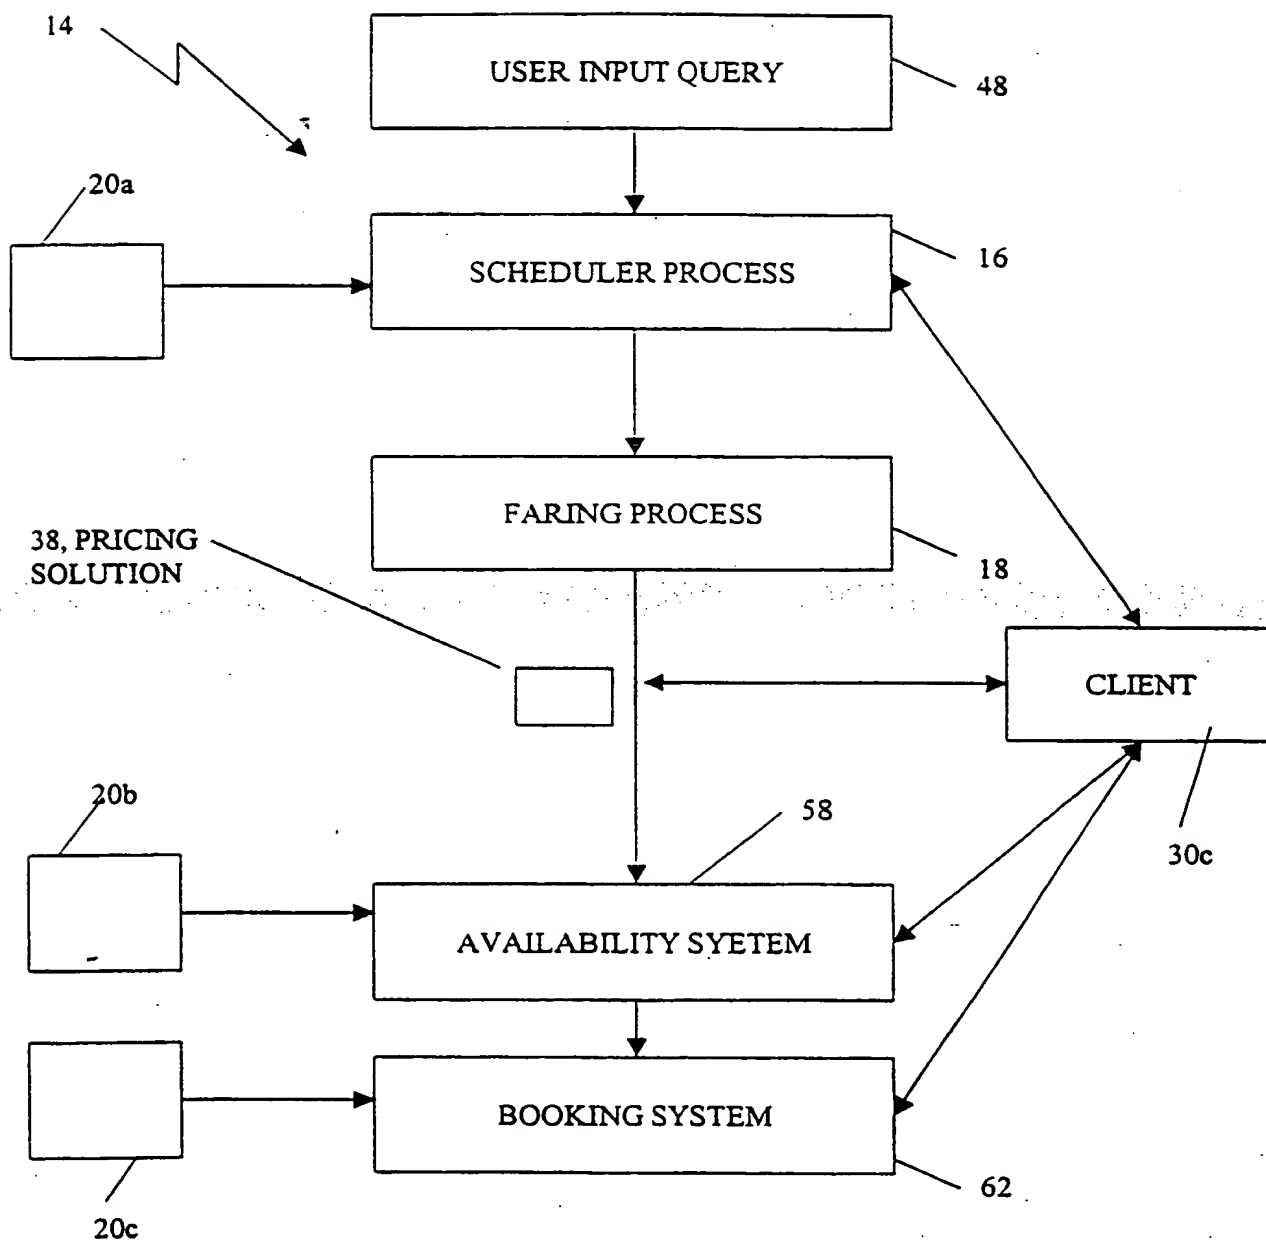 14
USER INPUT QUERY
48
20a
16
SCHEDULER PROCESS
FARING PROCESS
38, PRICING
SOLUTION
18
CLIENT
20b
58
30c
AVAILABILITY SYETEM
BOOKING SYSTEM
62
20c